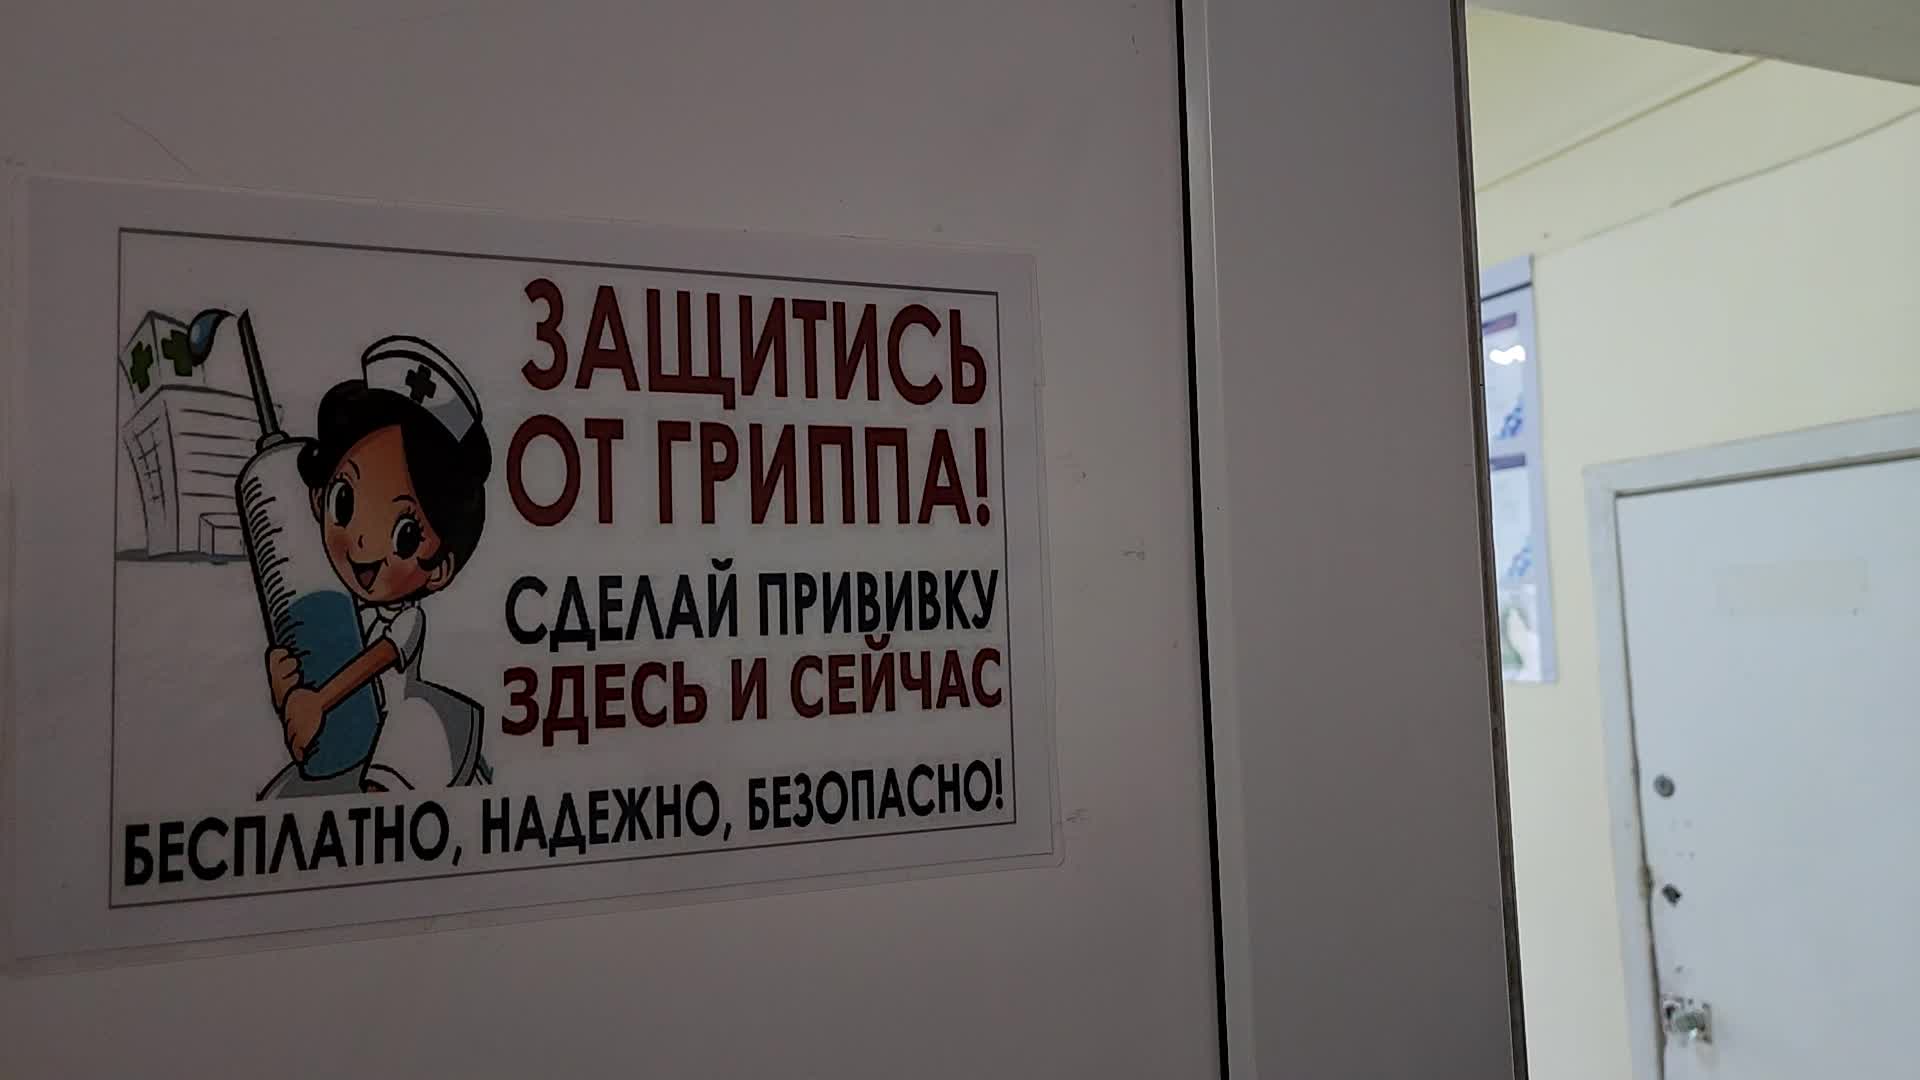 ЗАЩИТИСЬ
ОТ ГРИППА!
СДЕЛАЙ ПРИВИВКУ
ЗДЕСЬ И СЕЙЧАС
БЕСПЛАТНО, НАДЕЖНО, БЕЗОПАСНО!